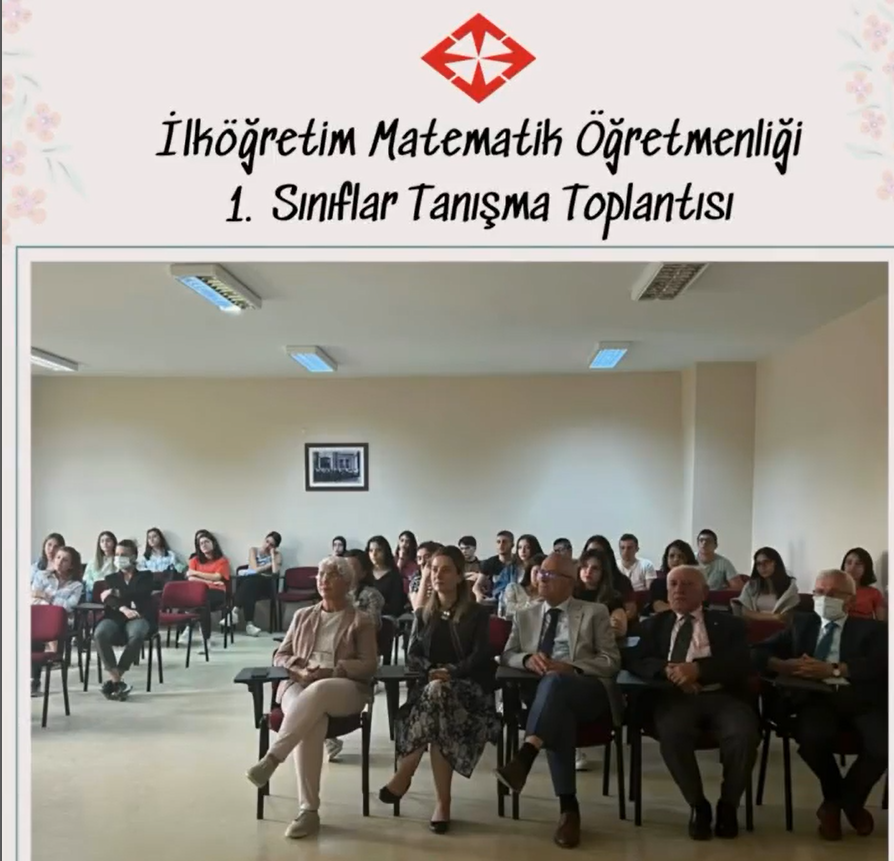 İlköğretim Matematik Öğretmenliği
1. Sınıflar Tanışma Toplantısı